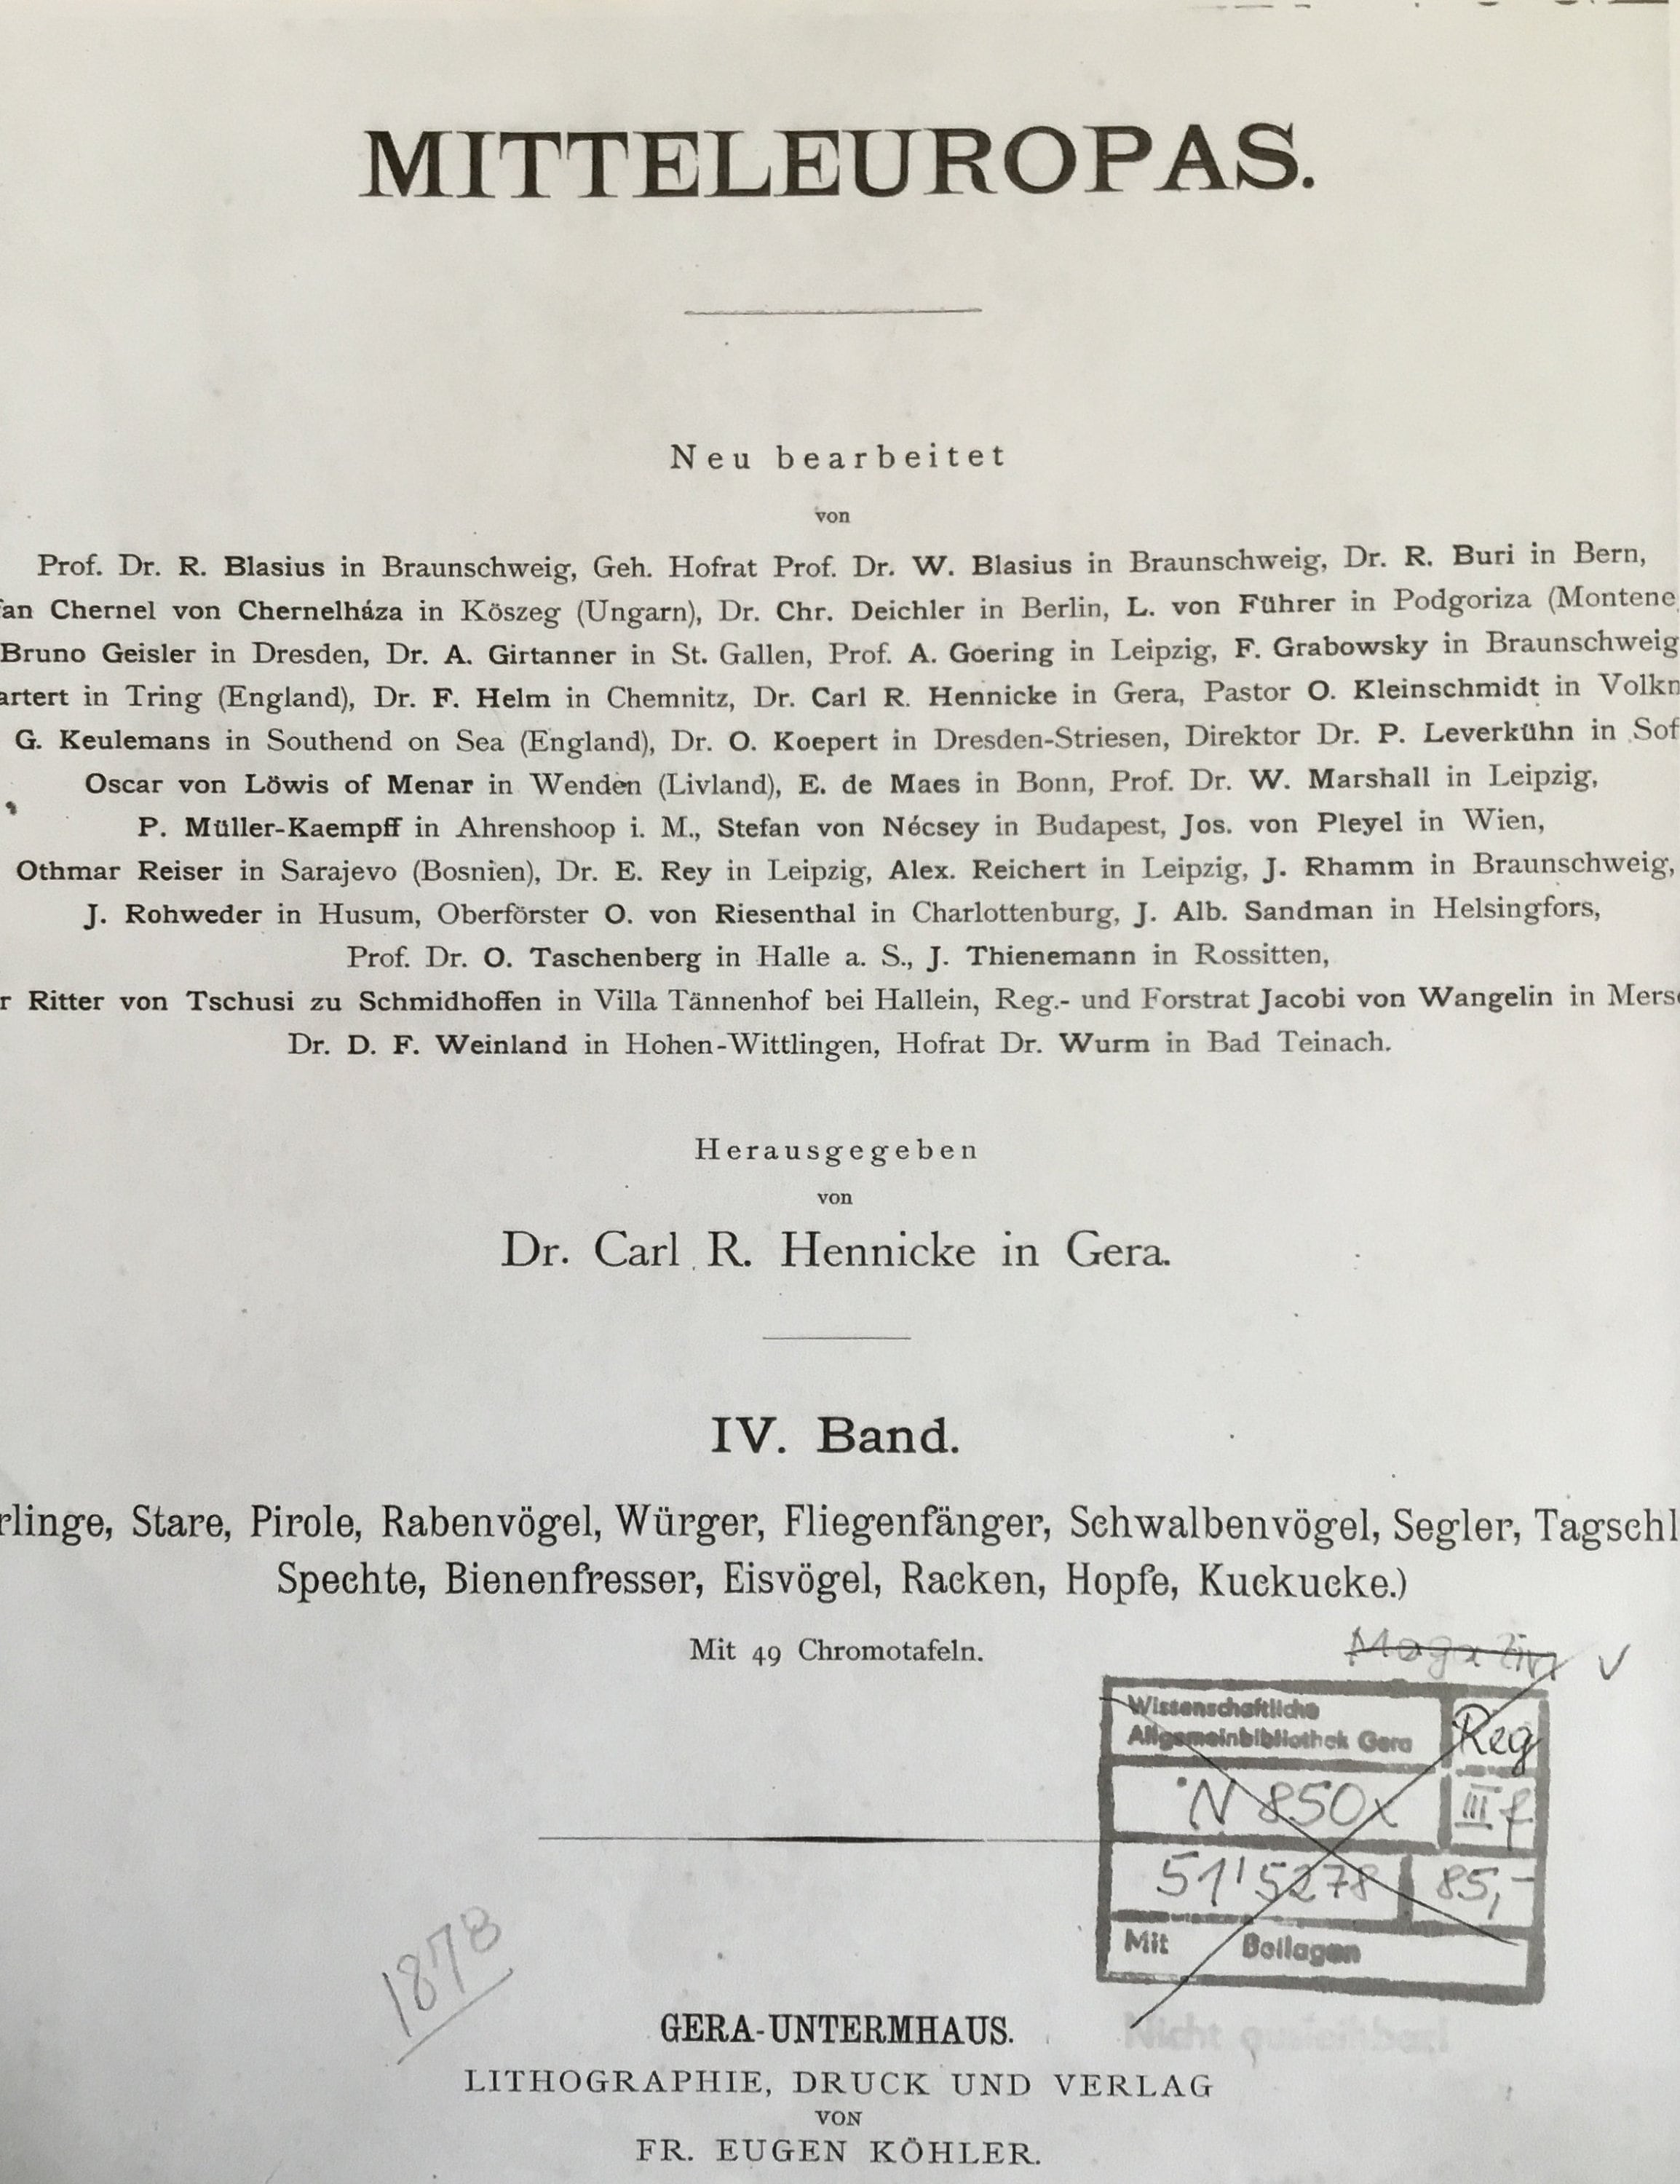 MITTELEUROPAS.
Neu bearbeitet
von
Prof. Dr. R. Blasius in Braunschweig, Geh. Hofrat Prof. Dr. W. Blasius in Braunschweig, Dr. R. Buri in Bern,
an Chernel von Chernelháza in Köszeg (Ungarn), Dr. Chr. Deichler in Berlin, L. von Führer in Podgoriza (Montene
Bruno Geisler in Dresden, Dr. A. Girtanner in St. Gallen, Prof. A. Goering in Leipzig, F. Grabowsky in Braunschweig
artert in Tring (England), Dr. F. Helm in Chemnitz, Dr. Carl R. Hennicke in Gera, Pastor O. Kleinschmidt in Volkm
G. Keulemans in Southend on Sea (England), Dr. O. Koepert in Dresden-Striesen, Direktor Dr. P. Leverkühn in Sof
Oscar von Löwis of Menar in Wenden (Livland), E. de Maes in Bonn, Prof. Dr. W. Marshall in Leipzig,
P. Müller-Kaempff in Ahrenshoop i. M., Stefan von Nécsey in Budapest, Jos. von Pleyel in Wien,
Othmar Reiser in Sarajevo (Bosnien), Dr. E. Rey in Leipzig, Alex. Reichert in Leipzig, J. Rhamm in Braunschweig,
J. Rohweder in Husum, Oberförster O. von Riesenthal in Charlottenburg, J. Alb. Sandman in Helsingfors,
Prof. Dr. O. Taschenberg in Halle a. S., J. Thienemann in Rossitten,
r Ritter von Tschusi zu Schmidhoffen in Villa Tännenhof bei Hallein, Reg.- und Forstrat Jacobi von Wangelin in Merse
Dr. D. F. Weinland in Hohen-Wittlingen, Hofrat Dr. Wurm in Bad Teinach.
Herausgegeben
von
Dr. Carl R. Hennicke in Gera.
IV. Band.
rlinge, Stare, Pirole, Rabenvögel, Würger, Fliegenfänger, Schwalbenvögel, Segler, Tagschl
Spechte, Bienenfresser, Eisvögel, Racken, Hopfe, Kuckucke.)
Mit 49 Chromotafeln.
Magazin
Wissenschaftliche
Allgemeinbibliothek Gera
Reg
N 850x
III f
51'5278
85,-
Mit Beilagen
1878
Nicht ausleihbar!
GERA-UNTERMHAUS.
LITHOGRAPHIE, DRUCK UND VERLAG
VON
FR. EUGEN KÖHLER.